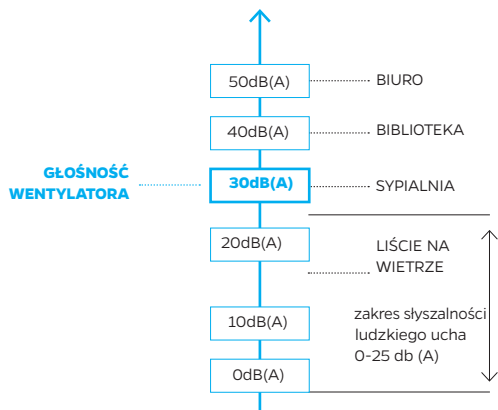 50dB(A)
BIURO
40dB(A)
BIBLIOTEKA
GŁOŚNOŚĆ
WENTYLATORA
30dB(A)
SYPIALNIA
20dB(A)
LIŚCIE NA
WIETRZE
10dB(A)
zakres słyszalności
ludzkiego ucha
0-25 db (A)
0dB(A)